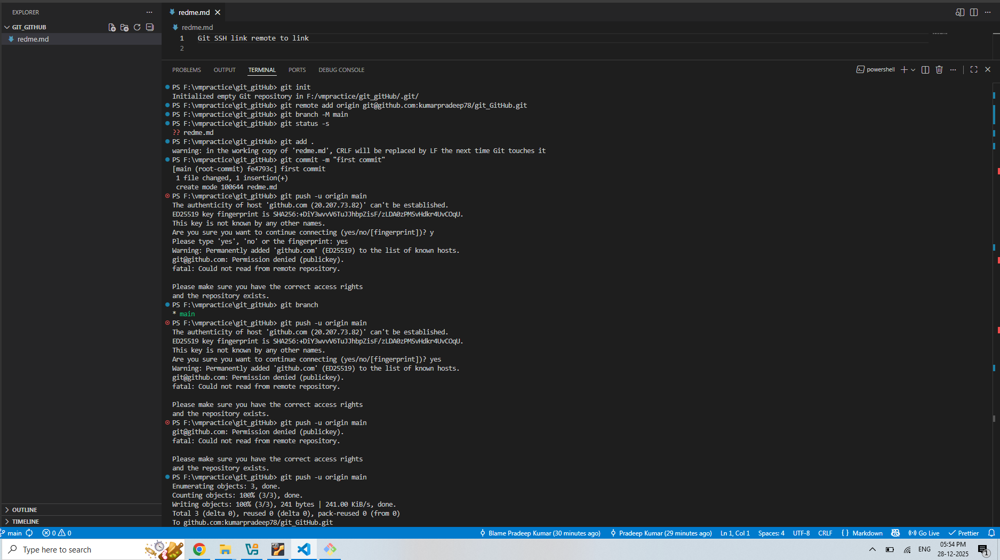 EXPLORER
GIT_GITHUB
redme.md
redme.md
redme.md
1 Git SSH link remote to link
2
PROBLEMS OUTPUT TERMINAL PORTS DEBUG CONSOLE
powershell
PS F:\vmpractice\git_gitHub> git init
Initialized empty Git repository in F:/vmpractice/git_gitHub/.git/
PS F:\vmpractice\git_gitHub> git remote add origin git@github.com:kumarpradeep78/git_GitHub.git
PS F:\vmpractice\git_gitHub> git branch -M main
PS F:\vmpractice\git_gitHub> git status -s
?? redme.md
PS F:\vmpractice\git_gitHub> git add .
warning: in the working copy of 'redme.md', CRLF will be replaced by LF the next time Git touches it
PS F:\vmpractice\git_gitHub> git commit -m "first commit"
[main (root-commit) fe4793c] first commit
1 file changed, 1 insertion(+)
create mode 100644 redme.md
PS F:\vmpractice\git_gitHub> git push -u origin main
The authenticity of host 'github.com (20.207.73.82)' can't be established.
ED25519 key fingerprint is SHA256:+DiY3wvvV6TuJJhbpZisF/zLDA0zPMSvHdkr4UvCOqU.
This key is not known by any other names.
Are you sure you want to continue connecting (yes/no/[fingerprint])? y
Please type 'yes', 'no' or the fingerprint: yes
Warning: Permanently added 'github.com' (ED25519) to the list of known hosts.
git@github.com: Permission denied (publickey).
fatal: Could not read from remote repository.
Please make sure you have the correct access rights
and the repository exists.
PS F:\vmpractice\git_gitHub> git branch
* main
PS F:\vmpractice\git_gitHub> git push -u origin main
The authenticity of host 'github.com (20.207.73.82)' can't be established.
ED25519 key fingerprint is SHA256:+DiY3wvvV6TuJJhbpZisF/zLDA0zPMSvHdkr4UvCOqU.
This key is not known by any other names.
Are you sure you want to continue connecting (yes/no/[fingerprint])? yes
Warning: Permanently added 'github.com' (ED25519) to the list of known hosts.
git@github.com: Permission denied (publickey).
fatal: Could not read from remote repository.
Please make sure you have the correct access rights
and the repository exists.
PS F:\vmpractice\git_gitHub> git push -u origin main
git@github.com: Permission denied (publickey).
fatal: Could not read from remote repository.
Please make sure you have the correct access rights
and the repository exists.
PS F:\vmpractice\git_gitHub> git push -u origin main
Enumerating objects: 3, done.
Counting objects: 100% (3/3), done.
Writing objects: 100% (3/3), 241 bytes | 241.00 KiB/s, done.
Total 3 (delta 0), reused 0 (delta 0), pack-reused 0 (from 0)
To github.com:kumarpradeep78/git_GitHub.git
OUTLINE
TIMELINE
main 0 0 Blame Pradeep Kumar (30 minutes ago) Pradeep Kumar (29 minutes ago) Ln 1, Col 1 Spaces: 4 UTF-8 CRLF { } Markdown Go Live Prettier
Type here to search
x64
ENG
05:54 PM
28-12-2025
1